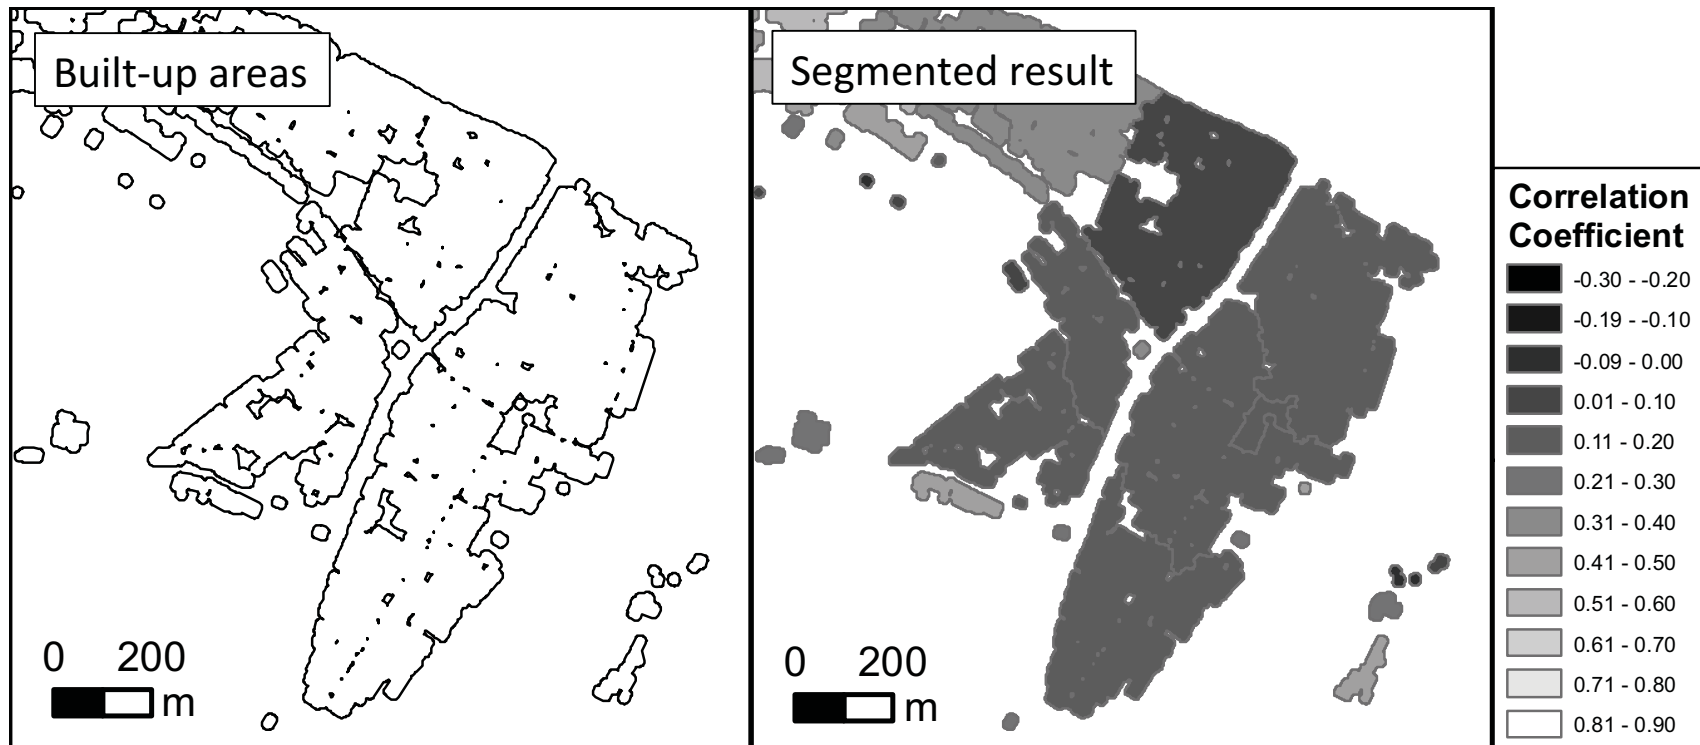 Built-up areas
Segmented result
Correlation
Coefficient
-0.30 - -0.20
-0.19 - -0.10
-0.09 - 0.00
0.01 - 0.10
0.11 - 0.20
0.21 - 0.30
0.31 - 0.40
0.41 - 0.50
0.51 - 0.60
0.61 - 0.70
0.71 - 0.80
0.81 - 0.90
0 200
m
0 200
m